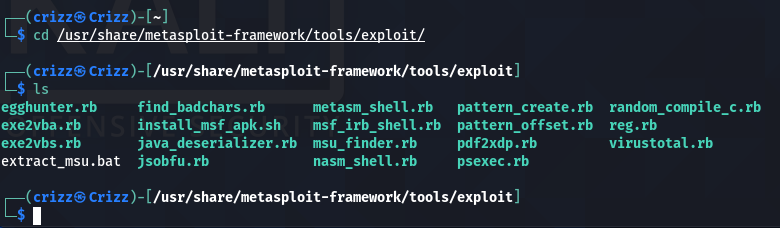 ┌──(crizz㉿Crizz)-[~]
└─$ cd /usr/share/metasploit-framework/tools/exploit/
┌──(crizz㉿Crizz)-[/usr/share/metasploit-framework/tools/exploit]
└─$ ls
egghunter.rb find_badchars.rb metasm_shell.rb pattern_create.rb random_compile_c.rb
exe2vba.rb install_msf_apk.sh msf_irb_shell.rb pattern_offset.rb reg.rb
exe2vbs.rb java_deserializer.rb msu_finder.rb pdf2xdp.rb virustotal.rb
extract_msu.bat jsobfu.rb nasm_shell.rb psexec.rb
┌──(crizz㉿Crizz)-[/usr/share/metasploit-framework/tools/exploit]
└─$